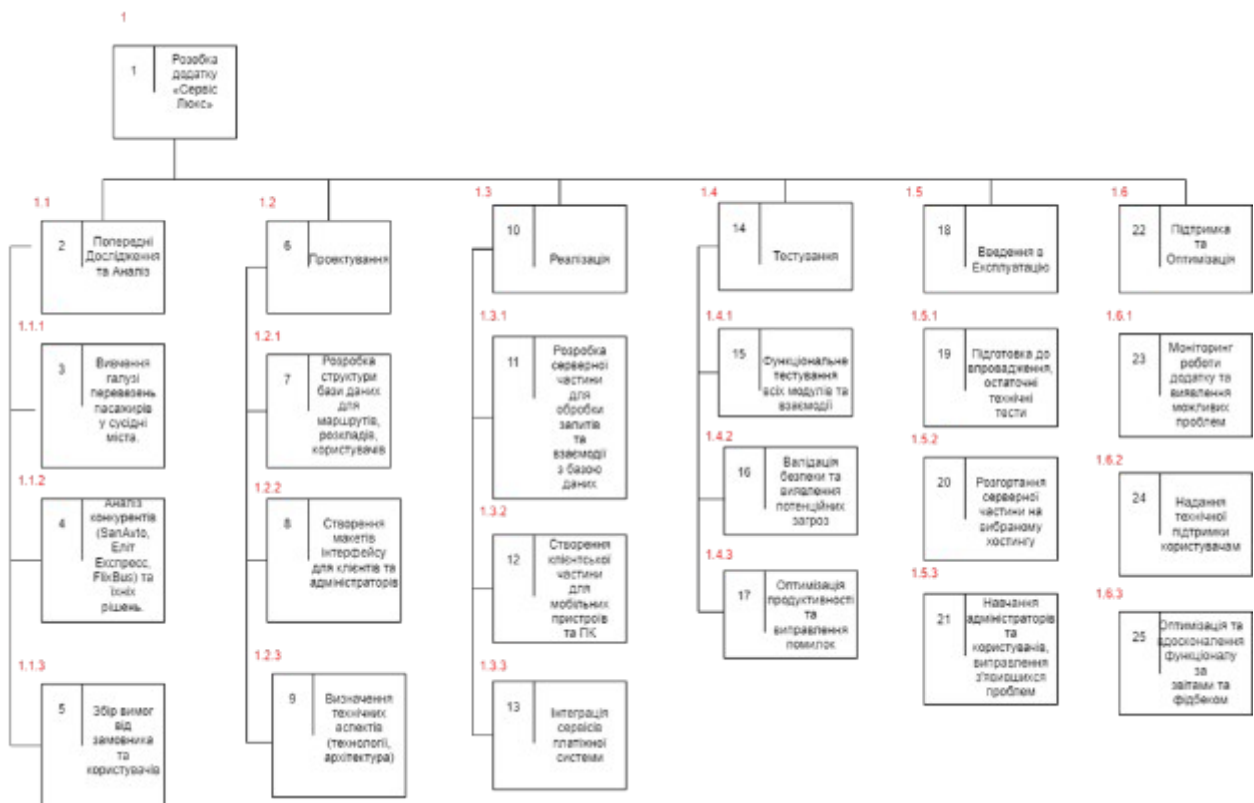 1
1
Розобка
додатку
«Сервіс
Люкс»
1.1
2
Попередні
Дослідження
та Аналіз
1.1.1
3
Вивчення
галузі
перевезень
пасажирів
у сусідні
міста.
1.1.2
4
Аналіз
конкурентів
(SanAvto,
Еліт
Експресс,
FlixBus) та
їхніх
рішень.
1.1.3
5
Збір вимог
від
замовника
та
користувачів
1.2
6
Проектування
1.2.1
7
Розробка
структури
бази даних
для
маршрутів,
розкладів,
користувачів
1.2.2
8
Створення
макетів
інтерфейсу
для клієнтів та
адміністраторів
1.2.3
9
Визначення
технічних
аспектів
(технології,
архітектура)
1.3
10
Реалізація
1.3.1
11
Розробка
серверної
частини
для
обробки
запитів
та
взаємодії
з базою
даних
1.3.2
12
Створення
клієнтської
частини
для
мобільних
пристроїв
та ПК
1.3.3
13
Інтеграція
сервісів
платіжної
системи
1.4
14
Тестування
1.4.1
15
Функціональне
тестування
всіх модулів та
взаємодії
1.4.2
16
Валідація
безпеки та
виявлення
потенційних
загроз
1.4.3
17
Оптимізація
продуктивності
та
виправлення
помилок
1.5
18
Введення в
Експлуатацію
1.5.1
19
Підготовка до
впровадження,
остаточні
технічні
тести
1.5.2
20
Розгортання
серверної
частини на
вибраному
хостингу
1.5.3
21
Навчання
адміністраторів
та
користувачів,
виправлення
з'явившихся
проблем
1.6
22
Підтримка
та
Оптимізація
1.6.1
23
Моніторинг
роботи
додатку та
виявлення
можливих
проблем
1.6.2
24
Надання
технічної
підтримки
користувачам
1.6.3
25
Оптимізація та
вдосконалення
функціоналу
за
звітами та
фідбеком